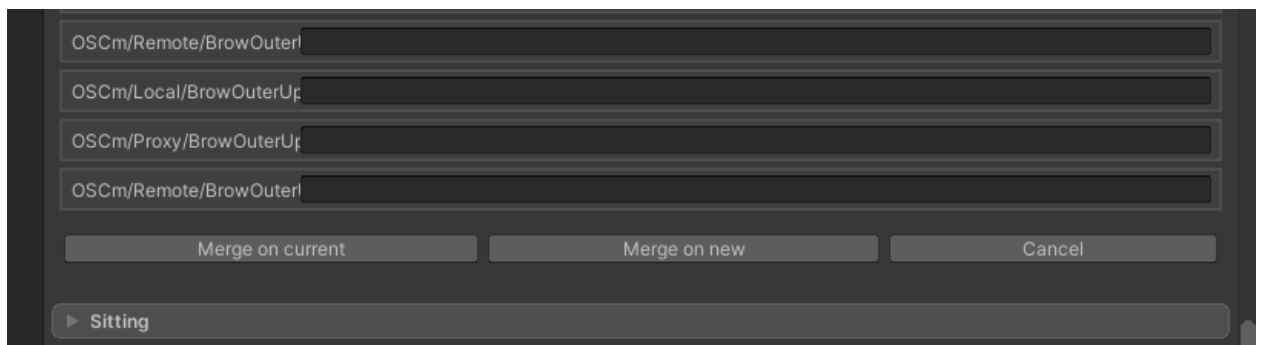 OSCm/Remote/BrowOuter
OSCm/Local/BrowOuterUp
OSCm/Proxy/BrowOuterUp
OSCm/Remote/BrowOuter
Merge on current Merge on new Cancel
Sitting